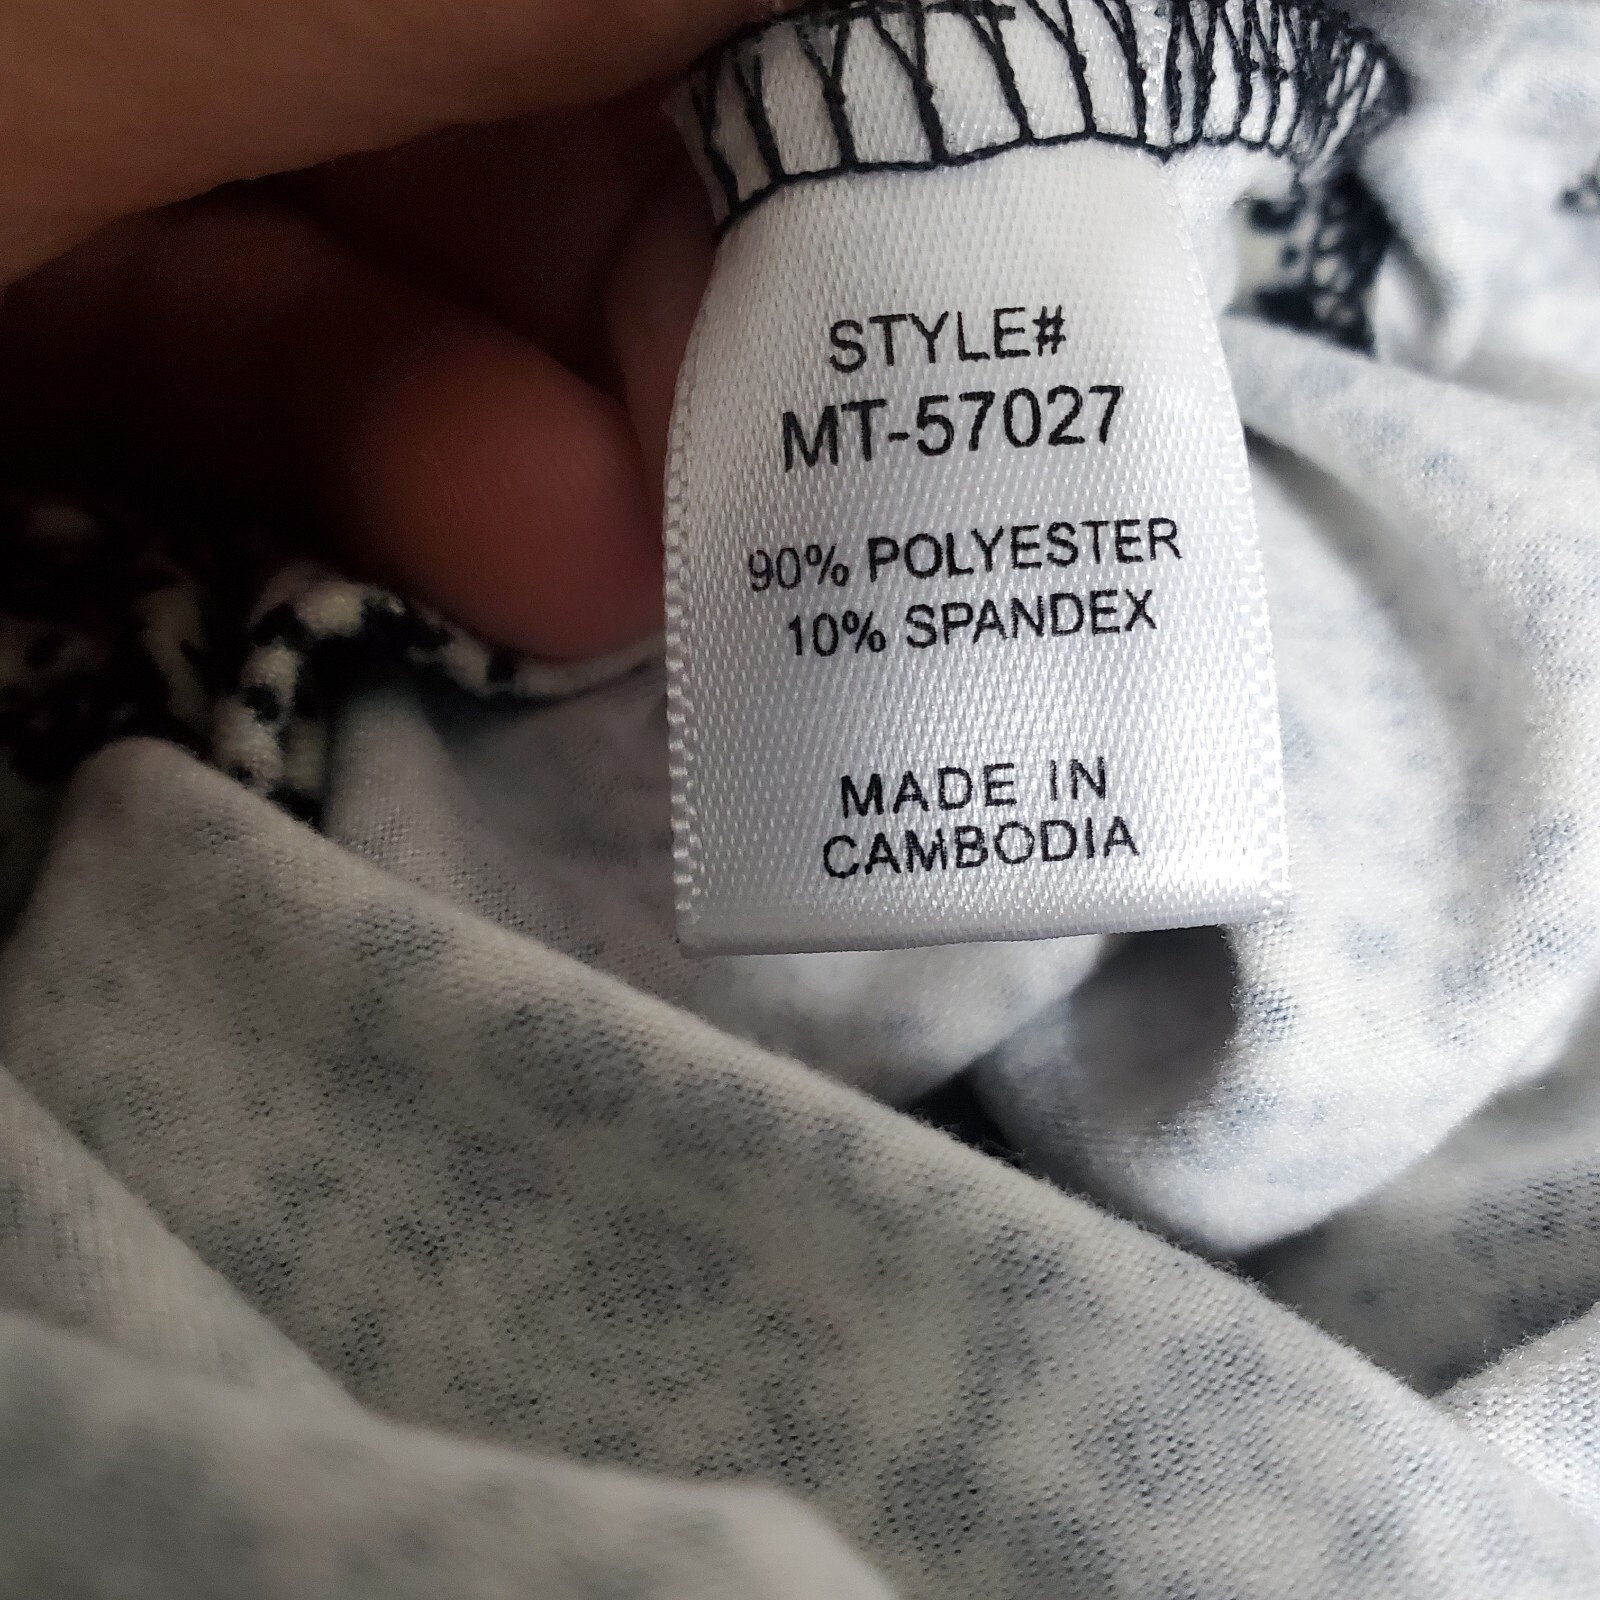 STYLE#
MT-57027
90% POLYESTER
10% SPANDEX
MADE IN
CAMBODIA